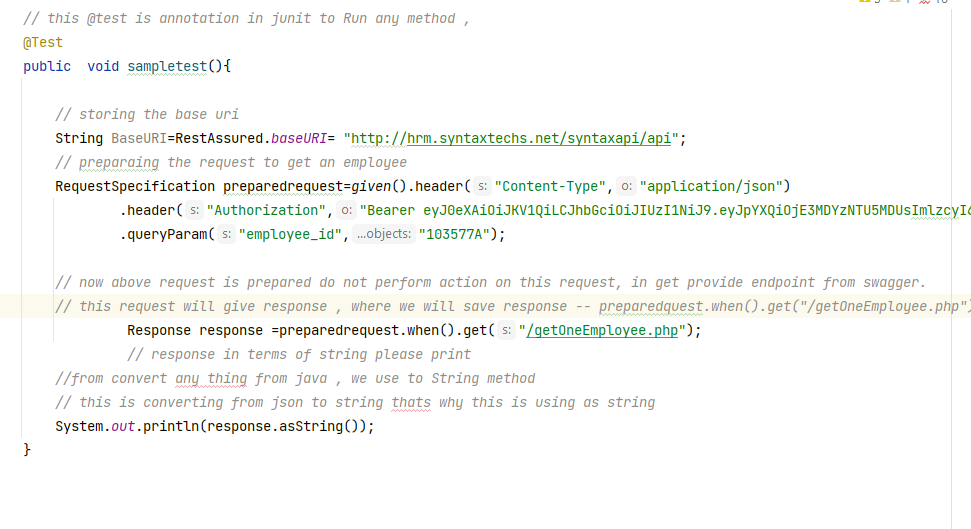 // this @test is annotation in junit to Run any method ,
@Test
public  void sampletest(){
// storing the base uri
String BaseURI=RestAssured.baseURI= "http://hrm.syntaxtechs.net/syntaxapi/api";
// preparaing the request to get an employee
RequestSpecification preparedrequest=given().header( s: "Content-Type", o: "application/json")
.header( s: "Authorization", o: "Bearer eyJ0eXAiOiJKV1QiLCJhbGciOiJIUzI1NiJ9.eyJpYXQiOjE3MDYzNTU5MDUsImlzcyI6
.queryParam( s: "employee_id", ...objects: "103577A");
// now above request is prepared do not perform action on this request, in get provide endpoint from swagger.
// this request will give response , where we will save response -- preparedquest.when().get("/getOneEmployee.php")
Response response =preparedrequest.when().get( s: "/getOneEmployee.php");
// response in terms of string please print
//from convert any thing from java , we use to String method
// this is converting from json to string thats why this is using as string
System.out.println(response.asString());
}